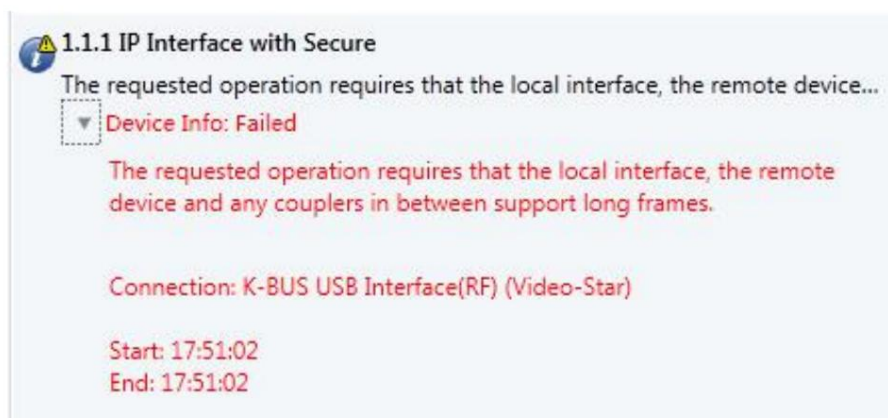 1.1.1 IP Interface with Secure
The requested operation requires that the local interface, the remote device...
Device Info: Failed
The requested operation requires that the local interface, the remote
device and any couplers in between support long frames.
Connection: K-BUS USB Interface(RF) (Video-Star)
Start: 17:51:02
End: 17:51:02